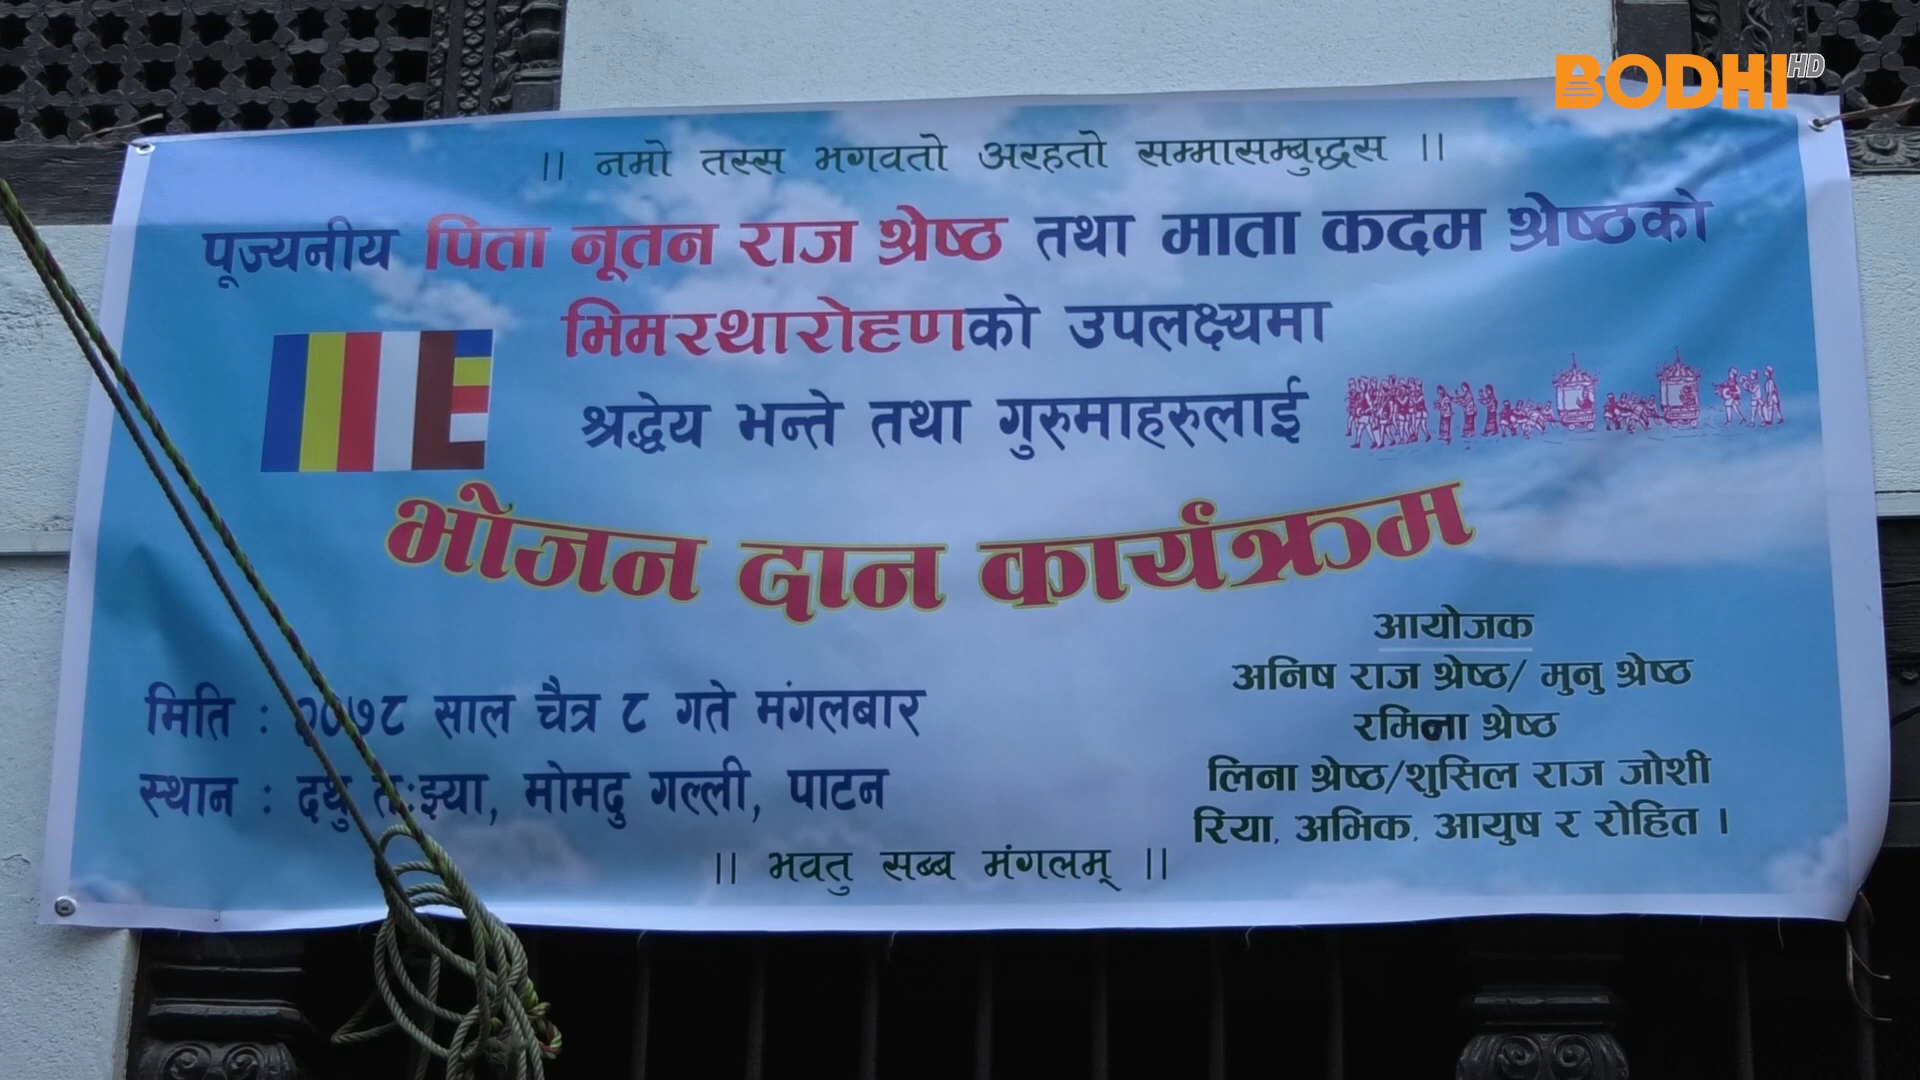 BODHI HD
।। नमो तस्स भगवतो अरहतो सम्मासम्बुद्धस ।।
पूज्यनीय पिता नूतन राज श्रेष्ठ तथा माता कदम श्रेष्ठको
भिमरथारोहणको उपलक्ष्यमा
श्रद्धेय भन्ते तथा गुरुमाहरुलाई
भोजन दान कार्यक्रम
मिति : २०७८ साल चैत्र ८ गते मंगलबार
स्थान : दथु तःझ्या, मोमदु गल्ली, पाटन
आयोजक
अनिष राज श्रेष्ठ/ मुनु श्रेष्ठ
रमिना श्रेष्ठ
लिना श्रेष्ठ/शुसिल राज जोशी
रिया, अभिक, आयुष र रोहित ।
।। भवतु सब्ब मंगलम् ।।